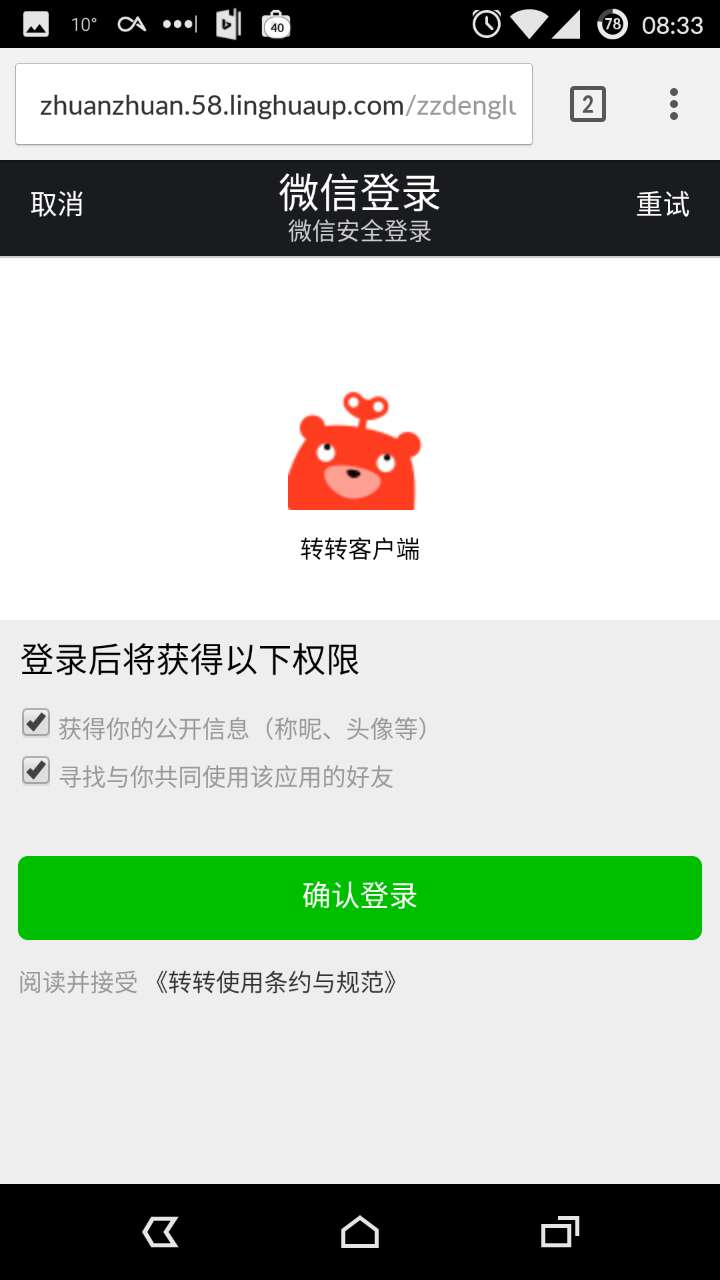 10°
40
78
08:33
zhuanzhuan.58.linghuaup.com/zzdenglu
2
取消
微信登录
重试
微信安全登录
转转客户端
登录后将获得以下权限
获得你的公开信息（称昵、头像等）
寻找与你共同使用该应用的好友
确认登录
阅读并接受 《转转使用条约与规范》